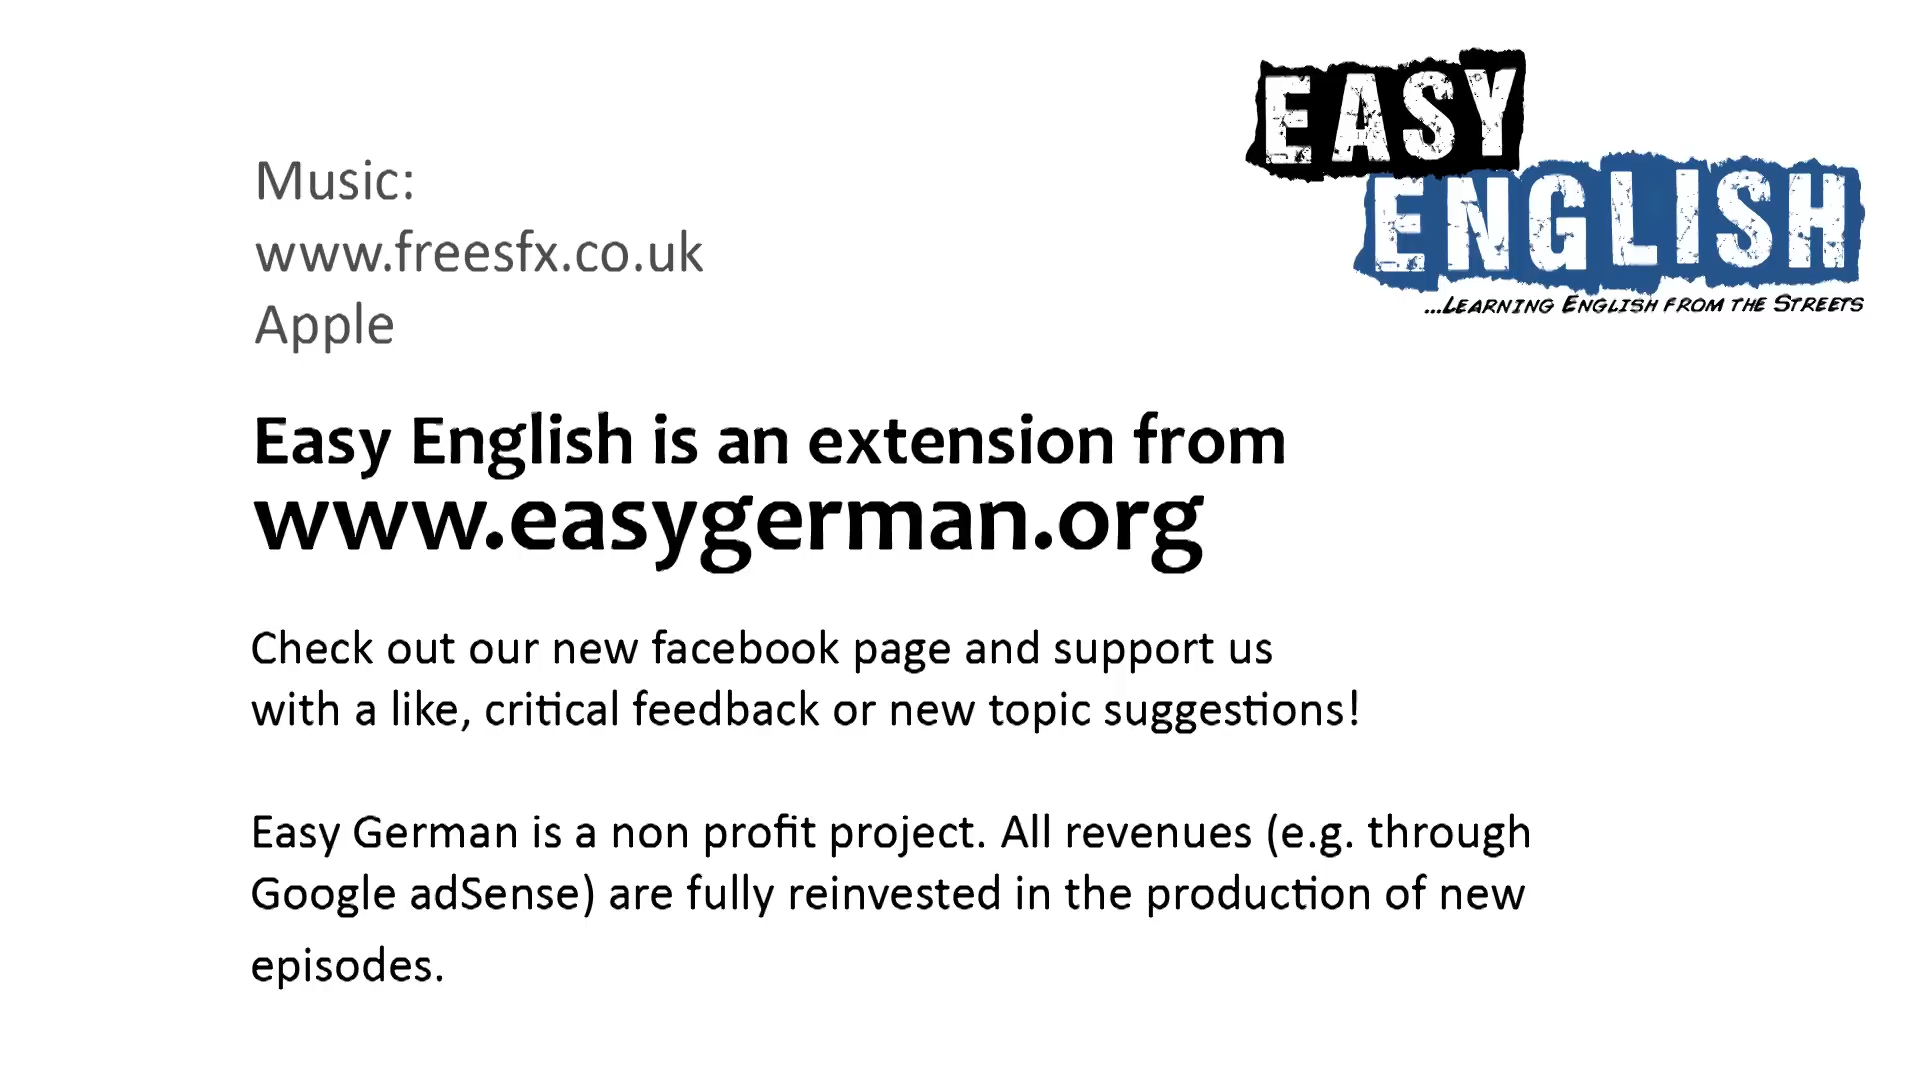 EASY
ENGLISH
...Learning English from the Streets
Music:
www.freesfx.co.uk
Apple
Easy English is an extension from
www.easygerman.org
Check out our new facebook page and support us
with a like, critical feedback or new topic suggestions!
Easy German is a non profit project. All revenues (e.g. through
Google adSense) are fully reinvested in the production of new
episodes.